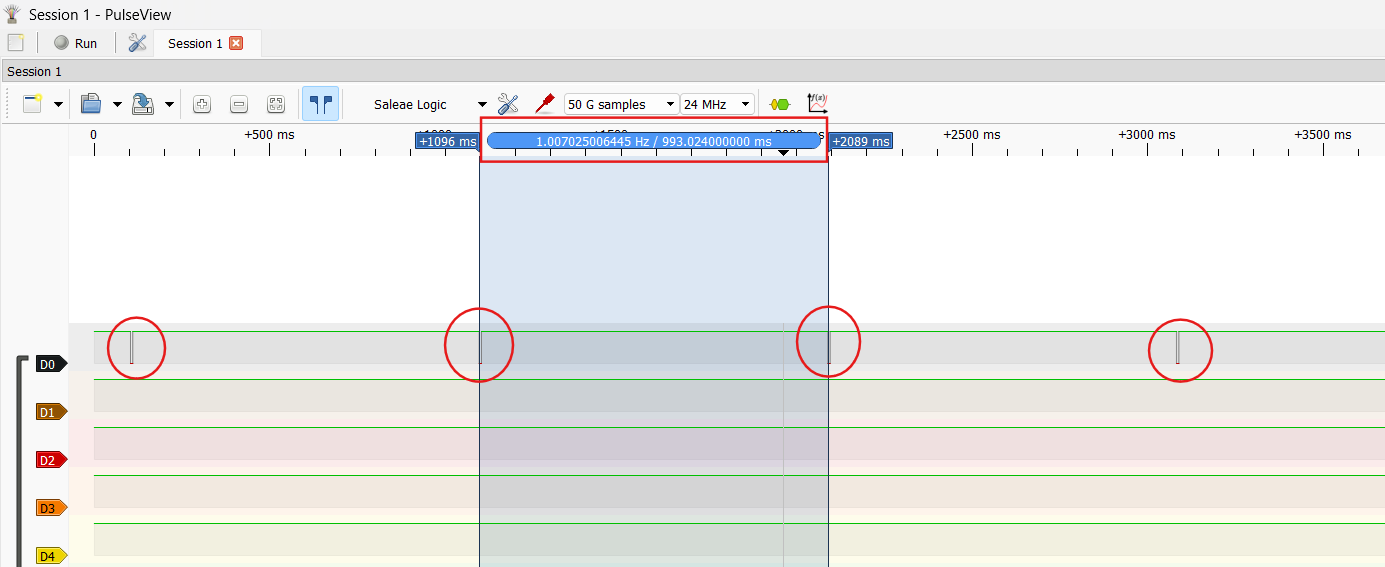 Session 1 - PulseView
Run
Session 1
Session 1
Saleae Logic
50 G samples
24 MHz
0
+500 ms
+2500 ms
+3000 ms
+3500 ms
+1096 ms
1.007025006445 Hz / 993.024000000 ms
+2089 ms
D0
D1
D2
D3
D4